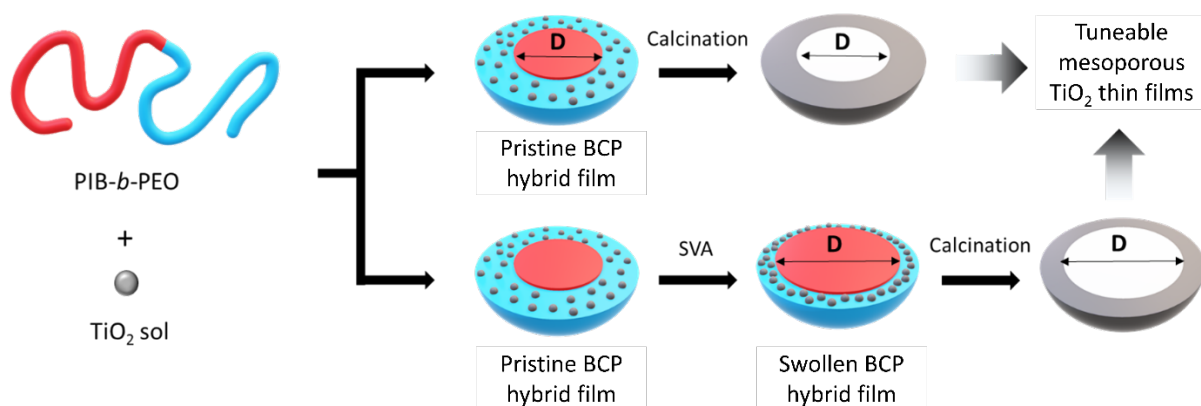 PIB-b-PEO
+
TiO2 sol
D
Calcination
D
Pristine BCP
hybrid film
Tuneable
mesoporous
TiO2 thin films
SVA
D
Calcination
D
Pristine BCP
hybrid film
Swollen BCP
hybrid film